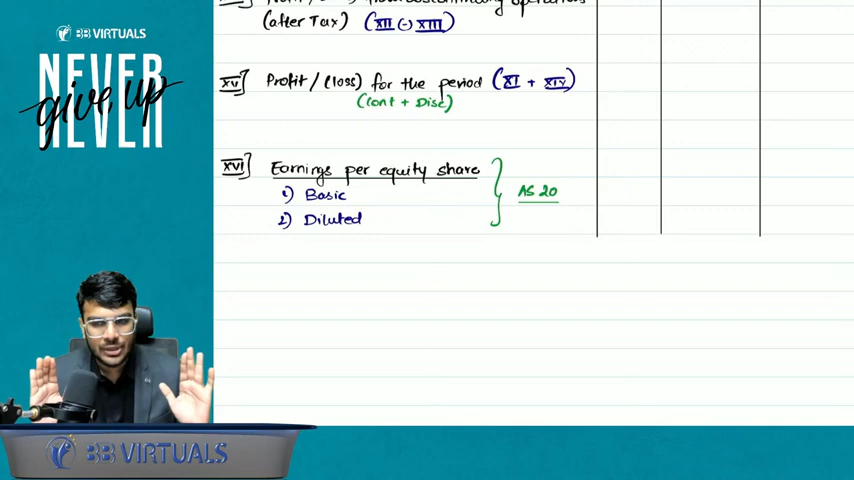 BB VIRTUALS
NEVER
give up
NEVER
(after Tax) (XII (-) XIII)
XV] Profit / (loss) for the period (XI + XIV)
(Cont + Disc)
XVI] Earnings per equity share
1) Basic
2) Diluted
AS 20
BB VIRTUALS